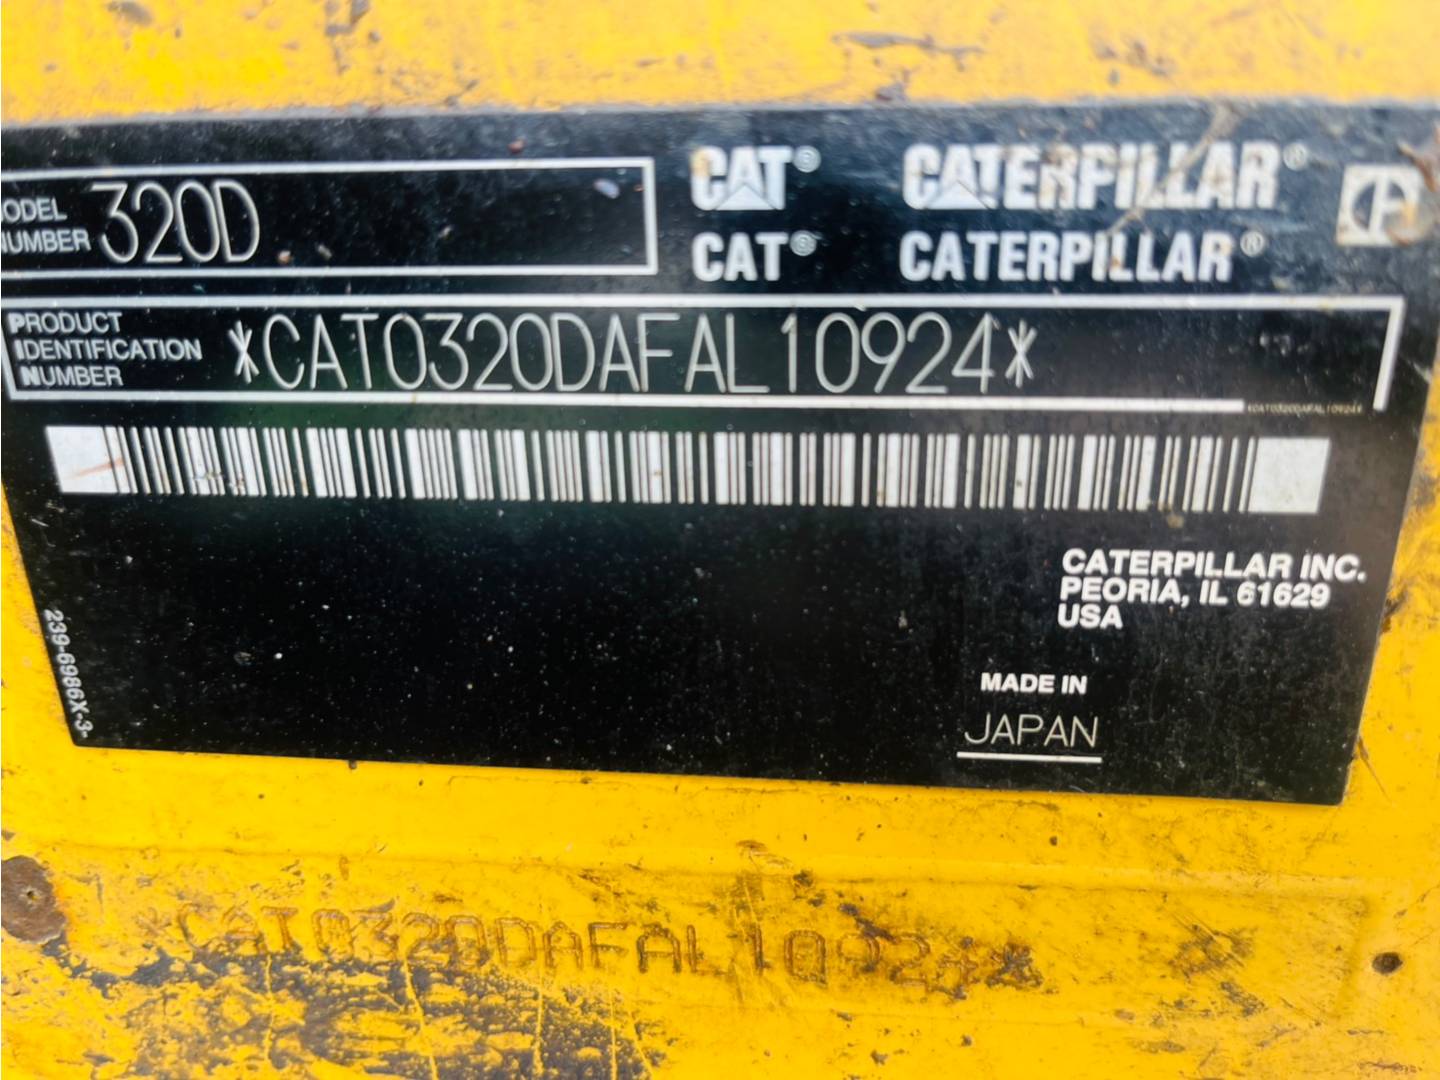 MODEL NUMBER 320D
CAT® CATERPILLAR®
CAT® CATERPILLAR®
PRODUCT IDENTIFICATION NUMBER *CAT0320DAFAL10924*
*CAT0320DAFAL10924*
CATERPILLAR INC.
PEORIA, IL 61629
USA
MADE IN
JAPAN
239-6986X-3
CAT0320DAFAL10924*